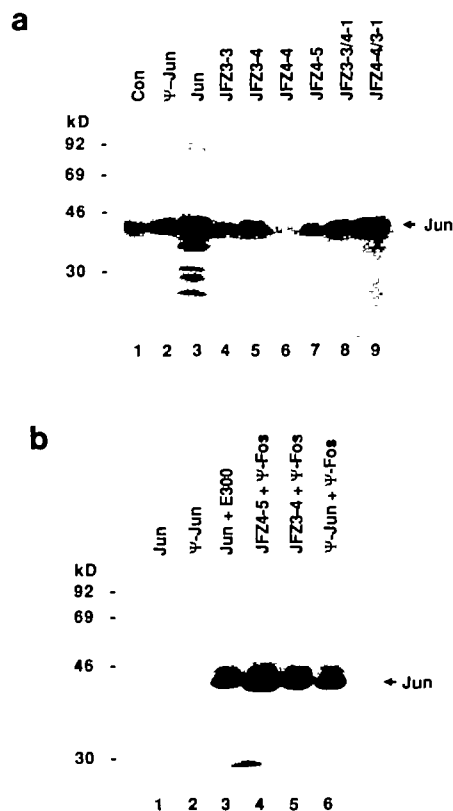 a
Con
Ψ-Jun
Jun
JFZ3-3
JFZ3-4
JFZ4-4
JFZ4-5
JFZ3-3/4-1
JFZ4-4/3-1
kD
92 -
69 -
46 -
← Jun
30 -
1 2 3 4 5 6 7 8 9
b
Jun
Ψ-Jun
Jun + E300
JFZ4-5 + Ψ-Fos
JFZ3-4 + Ψ-Fos
Ψ-Jun + Ψ-Fos
kD
92 -
69 -
46 -
← Jun
30 -
1 2 3 4 5 6